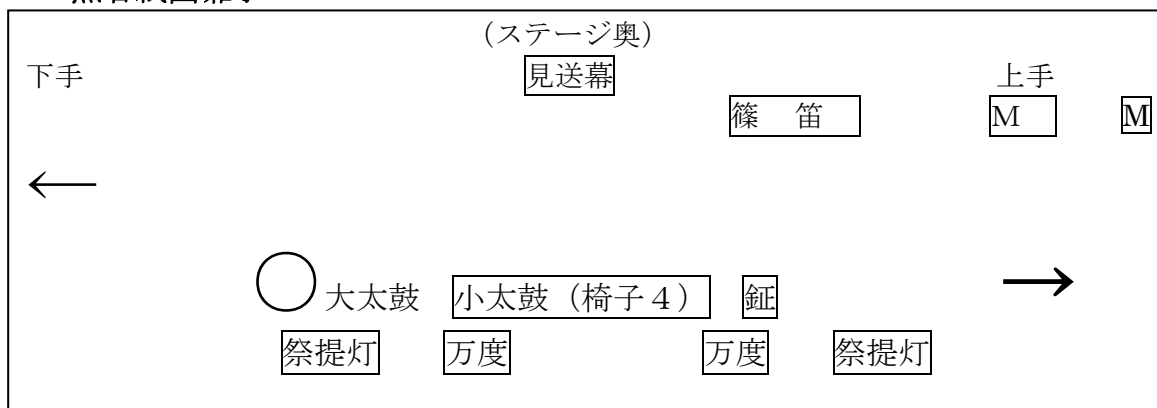 (ステージ奥)
下手 見送幕 上手
篠 笛 M M
←
大太鼓 小太鼓(椅子4) 鉦 →
祭提灯 万度 万度 祭提灯